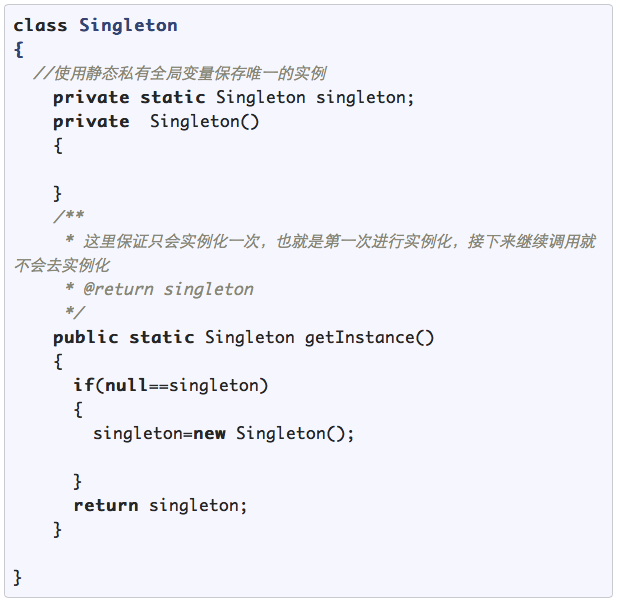 class Singleton
{
//使用静态私有全局变量保存唯一的实例
private static Singleton singleton;
private  Singleton()
{
}
/**
* 这里保证只会实例化一次，也就是第一次进行实例化，接下来继续调用就
不会去实例化
* @return singleton
*/
public static Singleton getInstance()
{
if(null==singleton)
{
singleton=new Singleton();
}
return singleton;
}
}